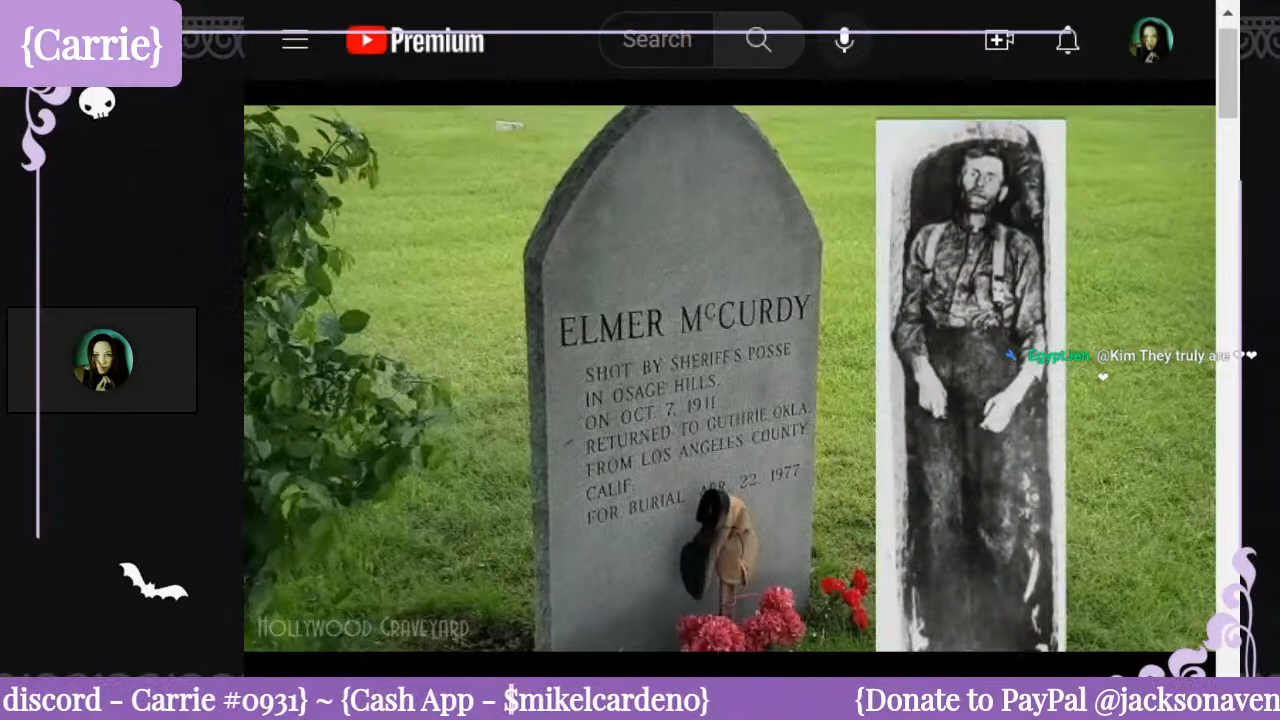 {Carrie}
Premium
Search
ELMER McCURDY
SHOT BY SHERIFF'S POSSE
IN OSAGE HILLS.
ON OCT. 7, 1911
RETURNED TO GUTHRIE, OKLA.
FROM LOS ANGELES COUNTY.
CALIF.
FOR BURIAL APR. 22, 1977
EgyptJen. @Kim They truly are ❤❤
❤
HOLLYWOOD GRAVEYARD
discord - Carrie #0931} ~ {Cash App - $mikelcardeno} {Donate to PayPal @jacksonaven